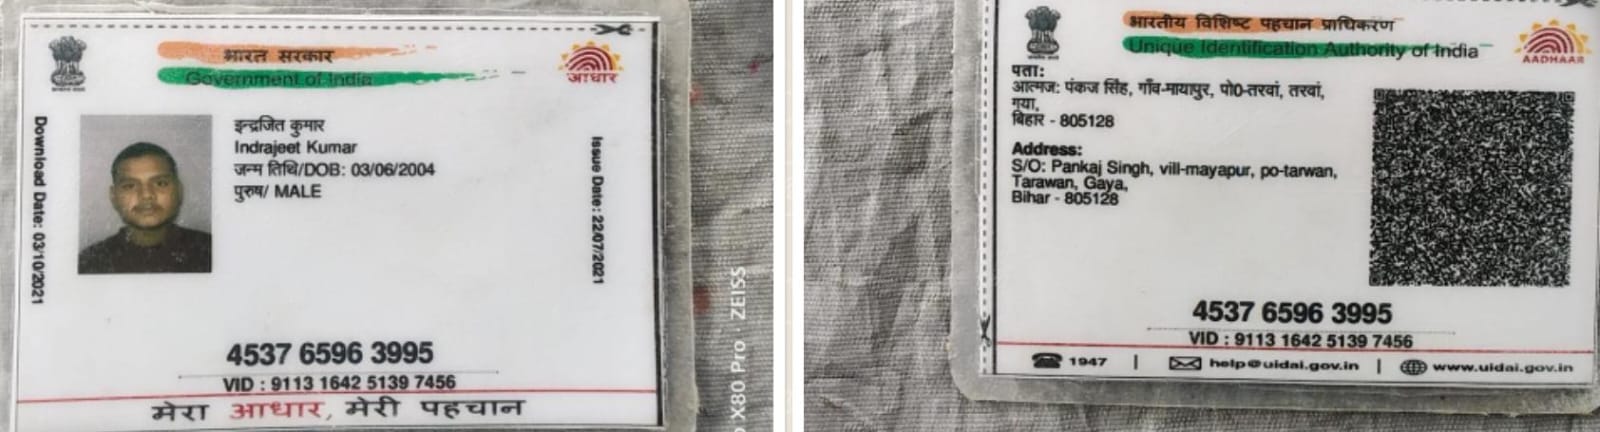 भारत सरकार
Government of India
आधार
Download Date: 03/10/2021
इन्द्रजित कुमार
Indrajeet Kumar
जन्म तिथि/DOB: 03/06/2004
पुरुष/ MALE
Issue Date: 22/07/2021
4537 6596 3995
VID : 9113 1642 5139 7456
मेरा आधार, मेरी पहचान
X80 Pro · ZEISS
भारतीय विशिष्ट पहचान प्राधिकरण
Unique Identification Authority of India
AADHAAR
पता:
आत्मज: पंकज सिंह, गाँव-मायापुर, पो0-तरवां, तरवां,
गया,
बिहार - 805128
Address:
S/O: Pankaj Singh, vill-mayapur, po-tarwan,
Tarawan, Gaya,
Bihar - 805128
4537 6596 3995
VID : 9113 1642 5139 7456
1947 | help@uidai.gov.in | www.uidai.gov.in